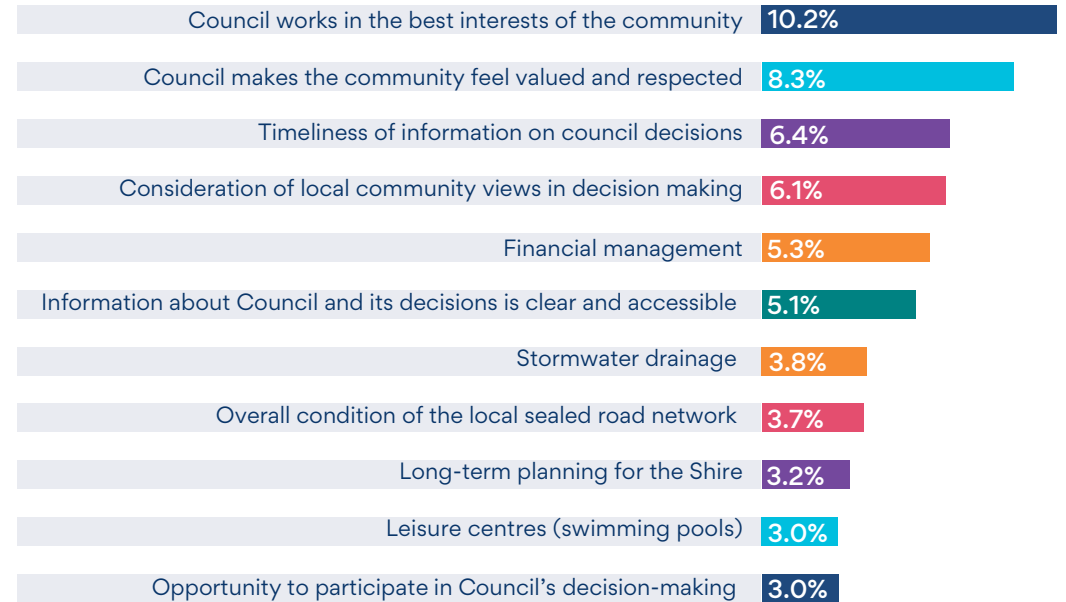 Council works in the best interests of the community 10.2%
Council makes the community feel valued and respected 8.3%
Timeliness of information on council decisions 6.4%
Consideration of local community views in decision making 6.1%
Financial management 5.3%
Information about Council and its decisions is clear and accessible 5.1%
Stormwater drainage 3.8%
Overall condition of the local sealed road network 3.7%
Long-term planning for the Shire 3.2%
Leisure centres (swimming pools) 3.0%
Opportunity to participate in Council's decision-making 3.0%